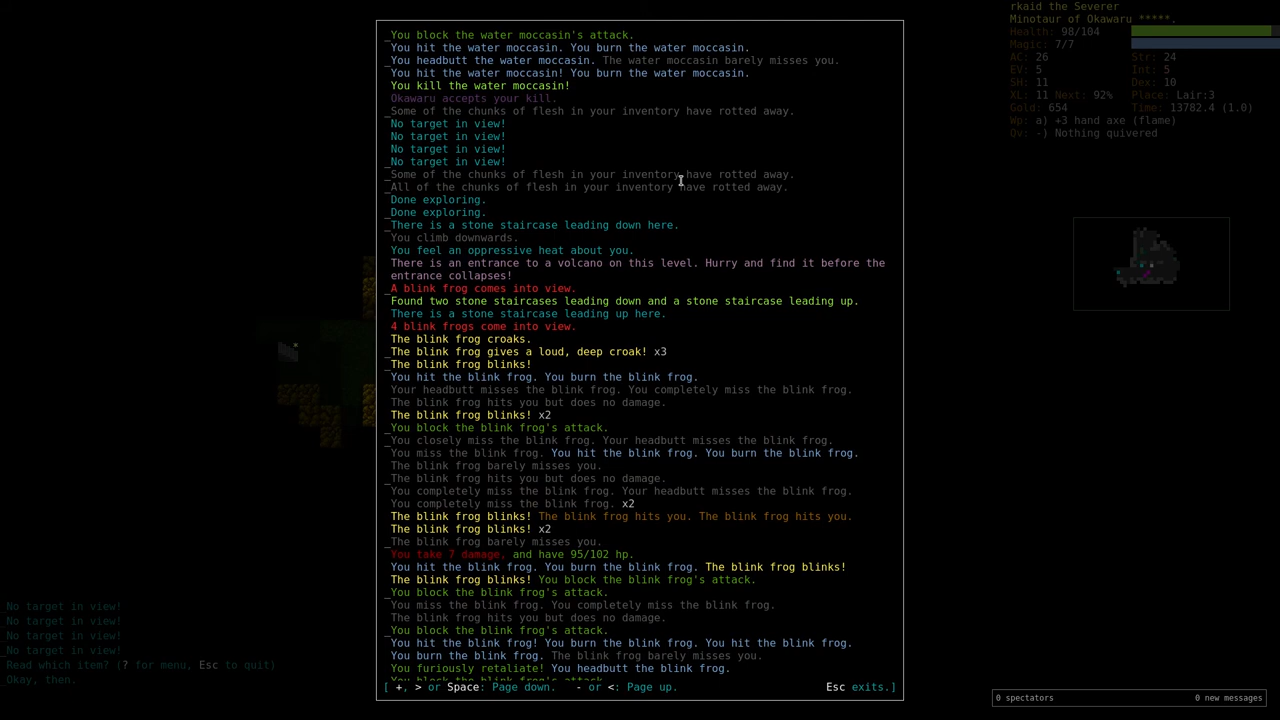 rkaid the Severer
Minotaur of Okawaru *****.
Health: 98/104
Magic: 7/7
AC: 26 Str: 24
EV: 5 Int: 5
SH: 11 Dex: 10
XL: 11 Next: 92% Place: Lair:3
Gold: 654 Time: 13782.4 (1.0)
Wp: a) +3 hand axe (flame)
Qv: -) Nothing quivered
_You block the water moccasin's attack.
You hit the water moccasin. You burn the water moccasin.
_You headbutt the water moccasin. The water moccasin barely misses you.
You hit the water moccasin! You burn the water moccasin.
You kill the water moccasin!
Okawaru accepts your kill.
_Some of the chunks of flesh in your inventory have rotted away.
No target in view!
No target in view!
No target in view!
No target in view!
_Some of the chunks of flesh in your inventory have rotted away.
_All of the chunks of flesh in your inventory have rotted away.
Done exploring.
Done exploring.
_There is a stone staircase leading down here.
You climb downwards.
You feel an oppressive heat about you.
There is an entrance to a volcano on this level. Hurry and find it before the
entrance collapses!
_A blink frog comes into view.
Found two stone staircases leading down and a stone staircase leading up.
There is a stone staircase leading up here.
_4 blink frogs come into view.
The blink frog croaks.
_The blink frog gives a loud, deep croak! x3
_The blink frog blinks!
You hit the blink frog. You burn the blink frog.
Your headbutt misses the blink frog. You completely miss the blink frog.
The blink frog hits you but does no damage.
The blink frog blinks! x2
_You block the blink frog's attack.
You closely miss the blink frog. Your headbutt misses the blink frog.
You miss the blink frog. You hit the blink frog. You burn the blink frog.
The blink frog barely misses you.
_The blink frog hits you but does no damage.
You completely miss the blink frog. Your headbutt misses the blink frog.
You completely miss the blink frog. x2
The blink frog blinks! The blink frog hits you. The blink frog hits you.
The blink frog blinks! x2
_The blink frog barely misses you.
You take 7 damage, and have 95/102 hp.
You hit the blink frog. You burn the blink frog. The blink frog blinks!
The blink frog blinks! You block the blink frog's attack.
_You block the blink frog's attack.
You miss the blink frog. You completely miss the blink frog.
The blink frog hits you but does no damage.
_You block the blink frog's attack.
You hit the blink frog! You burn the blink frog. You hit the blink frog.
You burn the blink frog. The blink frog barely misses you.
You furiously retaliate! You headbutt the blink frog.
You block the blink frog's attack.
[ +, > or Space: Page down. - or <: Page up. Esc exits.]
No target in view!
No target in view!
No target in view!
No target in view!
Read which item? (? for menu, Esc to quit)
Okay, then.
0 spectators 0 new messages